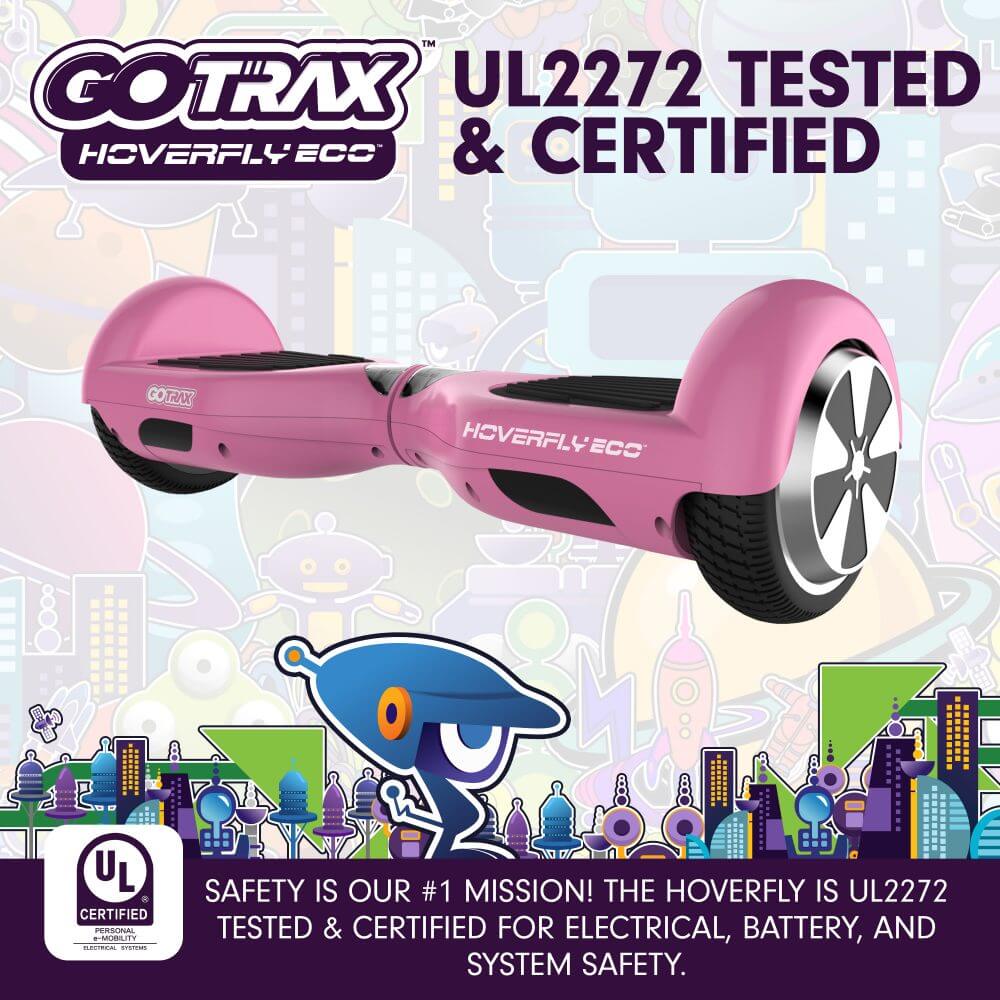 GOTRAX™
HOVERFLY ECO™
UL2272 TESTED
& CERTIFIED
GOTRAX
HOVERFLY ECO™
UL
®
CERTIFIED
PERSONAL
e-MOBILITY
ELECTRICAL SYSTEMS
SAFETY IS OUR #1 MISSION! THE HOVERFLY IS UL2272
TESTED & CERTIFIED FOR ELECTRICAL, BATTERY, AND
SYSTEM SAFETY.